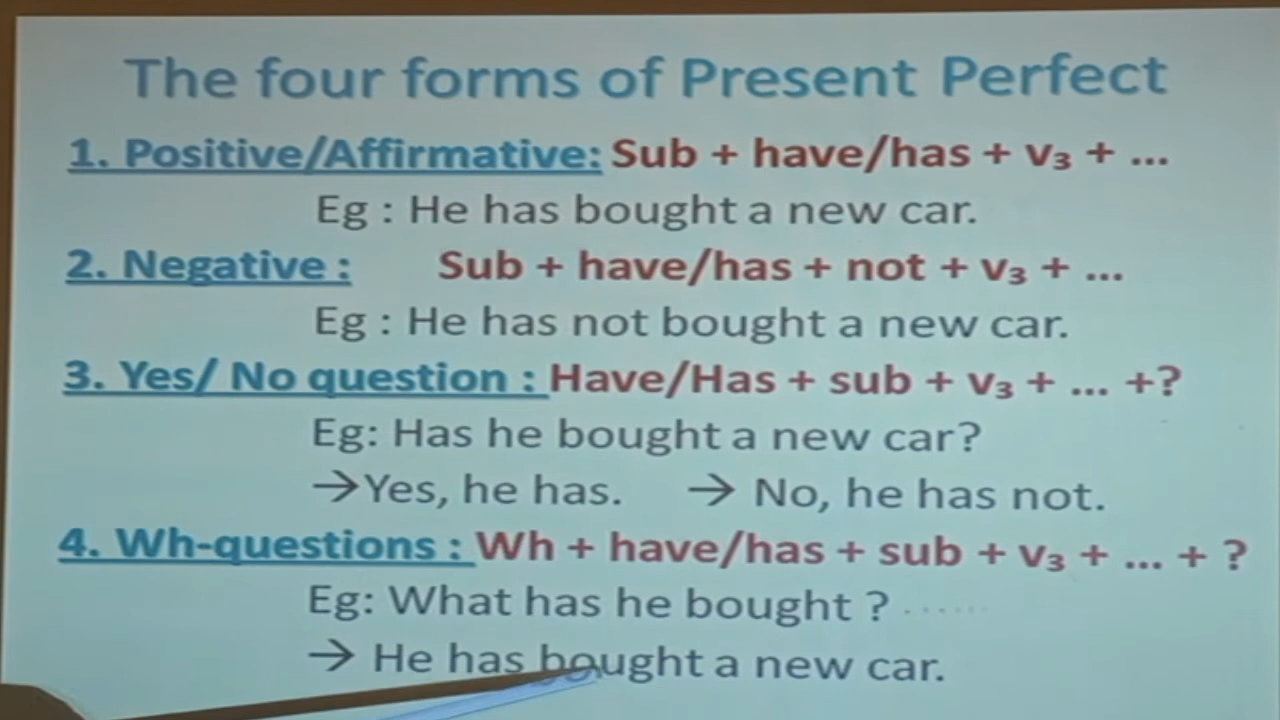 The four forms of Present Perfect
1. Positive/Affirmative: Sub + have/has + v₃ + ...
Eg : He has bought a new car.
2. Negative : Sub + have/has + not + v₃ + ...
Eg : He has not bought a new car.
3. Yes/ No question : Have/Has + sub + v₃ + ... +?
Eg: Has he bought a new car?
→Yes, he has. → No, he has not.
4. Wh-questions : Wh + have/has + sub + v₃ + ... + ?
Eg: What has he bought ?
→ He has bought a new car.